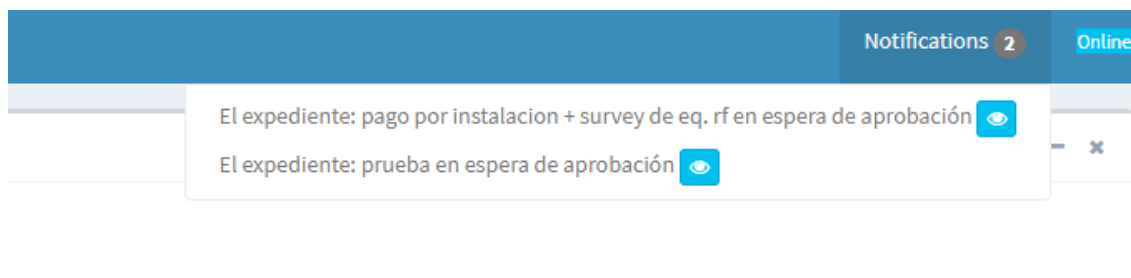 Notifications 2
Online
El expediente: pago por instalacion + survey de eq. rf en espera de aprobación
El expediente: prueba en espera de aprobación